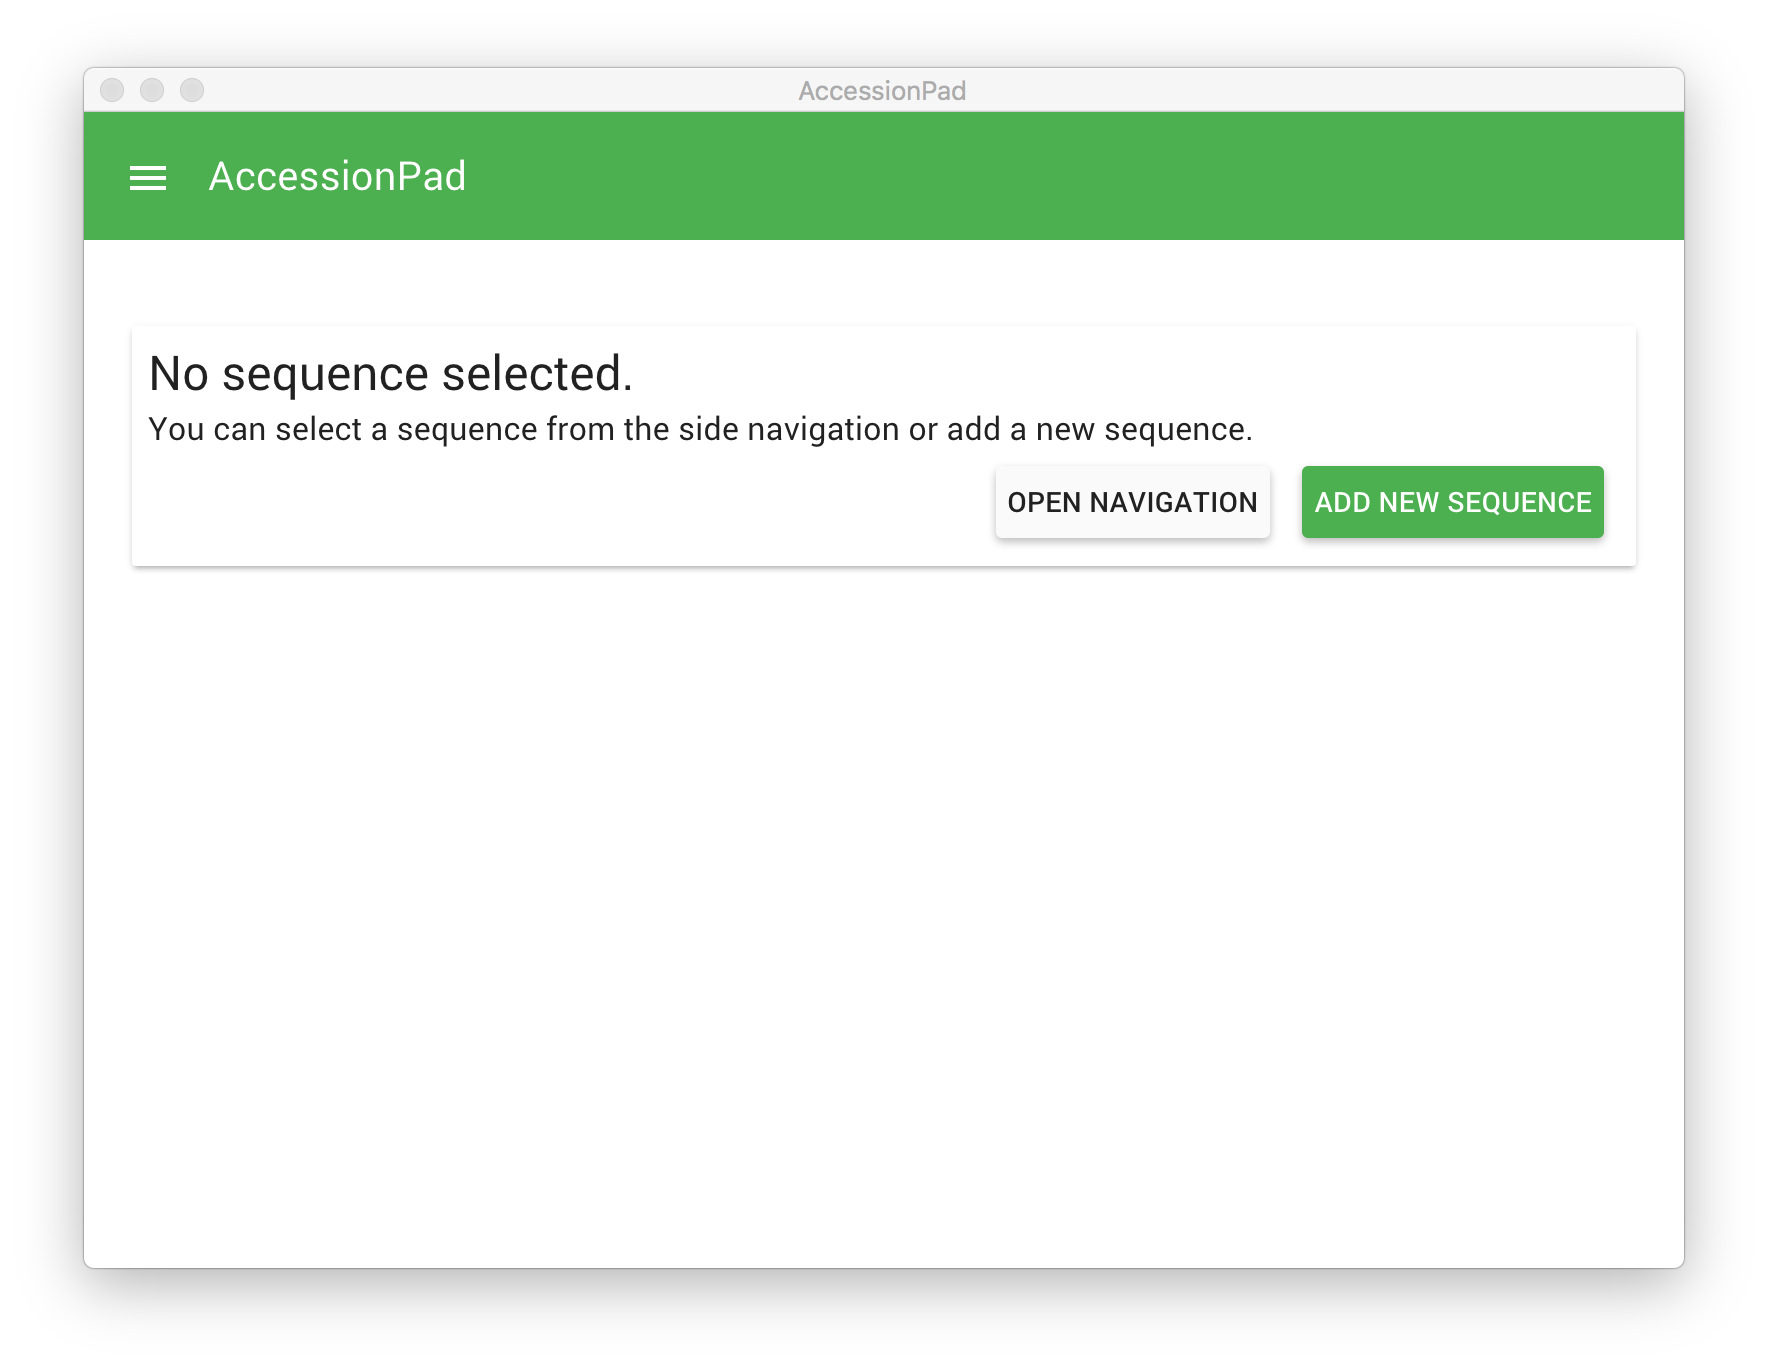 AccessionPad
AccessionPad
No sequence selected.
You can select a sequence from the side navigation or add a new sequence.
OPEN NAVIGATION
ADD NEW SEQUENCE